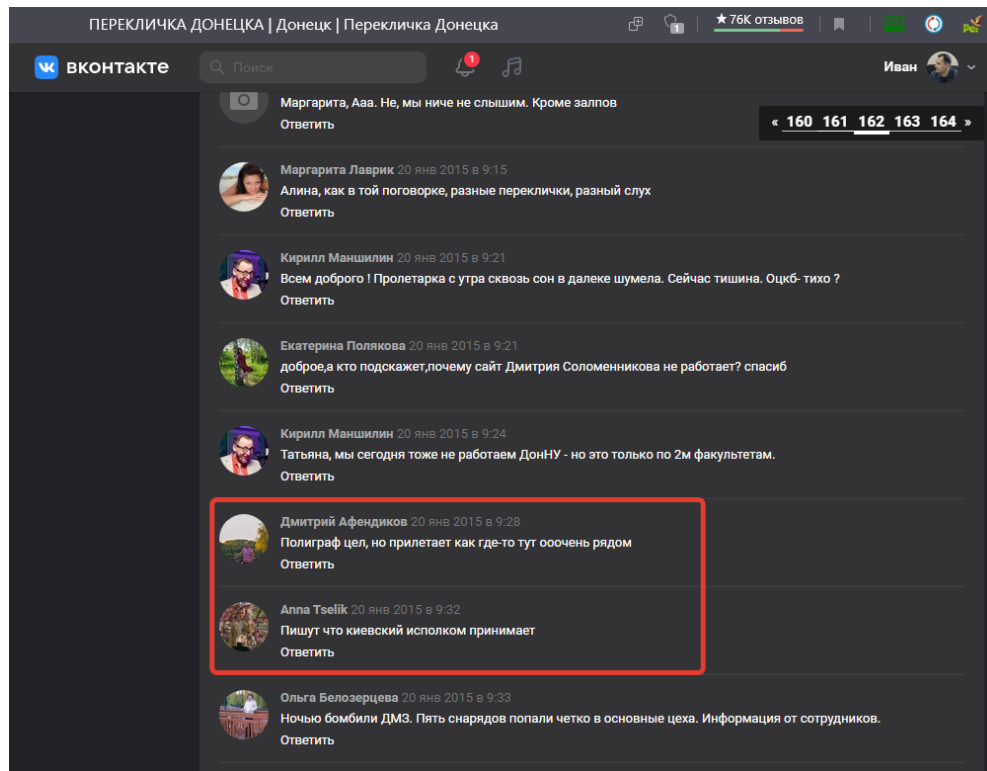 ПЕРЕКЛИЧКА ДОНЕЦКА | Донецк | Перекличка Донецка
1
★ 76K отзывов
Pei
вконтакте
Поиск
1
Иван
Маргарита, Ааа. Не, мы ниче не слышим. Кроме залпов
Ответить
« 160 161 162 163 164 »
Маргарита Лаврик 20 янв 2015 в 9:15
Алина, как в той поговорке, разные переклички, разный слух
Ответить
Кирилл Маншилин 20 янв 2015 в 9:21
Всем доброго ! Пролетарка с утра сквозь сон в далеке шумела. Сейчас тишина. Оцкб- тихо ?
Ответить
Екатерина Полякова 20 янв 2015 в 9:21
доброе,а кто подскажет,почему сайт Дмитрия Соломенникова не работает? спасиб
Ответить
Кирилл Маншилин 20 янв 2015 в 9:24
Татьяна, мы сегодня тоже не работаем ДонНУ - но это только по 2м факультетам.
Ответить
Дмитрий Афендиков 20 янв 2015 в 9:28
Полиграф цел, но прилетает как где-то тут ооочень рядом
Ответить
Anna Tselik 20 янв 2015 в 9:32
Пишут что киевский исполком принимает
Ответить
Ольга Белозерцева 20 янв 2015 в 9:33
Ночью бомбили ДМЗ. Пять снарядов попали четко в основные цеха. Информация от сотрудников.
Ответить